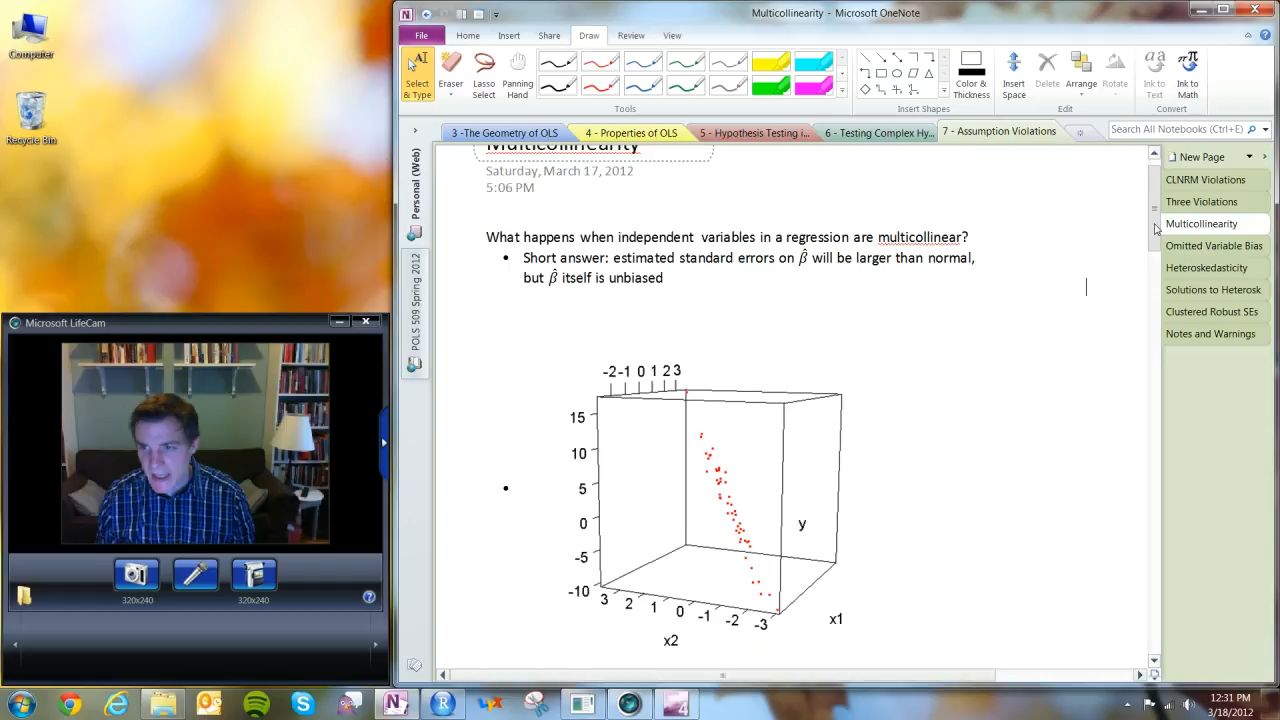 Multicollinearity - Microsoft OneNote
File Home Insert Share Draw Review View
Computer
Recycle Bin
Select & Type
Eraser
Lasso Select
Panning Hand
Color & Thickness
Insert Space
Delete
Arrange
Rotate
Ink to Text
Ink to Math
Tools
Insert Shapes
Edit
Convert
3 -The Geometry of OLS
4 - Properties of OLS
5 - Hypothesis Testing i...
6 - Testing Complex Hy...
7 - Assumption Violations
Search All Notebooks (Ctrl+E)
Personal (Web)
POLS 509 Spring 2012
New Page
CLNRM Violations
Three Violations
Multicollinearity
Omitted Variable Bias
Heteroskedasticity
Solutions to Heterosk
Clustered Robust SEs
Notes and Warnings
Multicollinearity
Saturday, March 17, 2012
5:06 PM
What happens when independent variables in a regression are multicollinear?
• Short answer: estimated standard errors on β̂ will be larger than normal,
but β̂ itself is unbiased
•
-2 -1 0 1 2 3
15
10
5
0
-5
-10
3 2 1 0 -1 -2 -3
x2
x1
y
Microsoft LifeCam
320x240
320x240
12:31 PM
3/18/2012